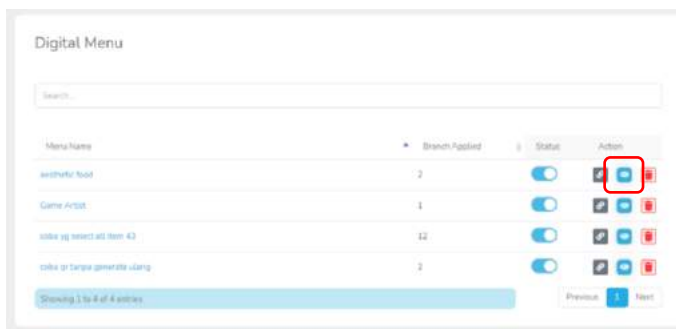 Digital Menu
Search...
Menu Name Branch Applied Status Action
aesthetic food 2
Game Artist 1
coba yg select all item 43 12
coba qr tanpa generate ulang 2
Showing 1 to 4 of 4 entries Previous 1 Next